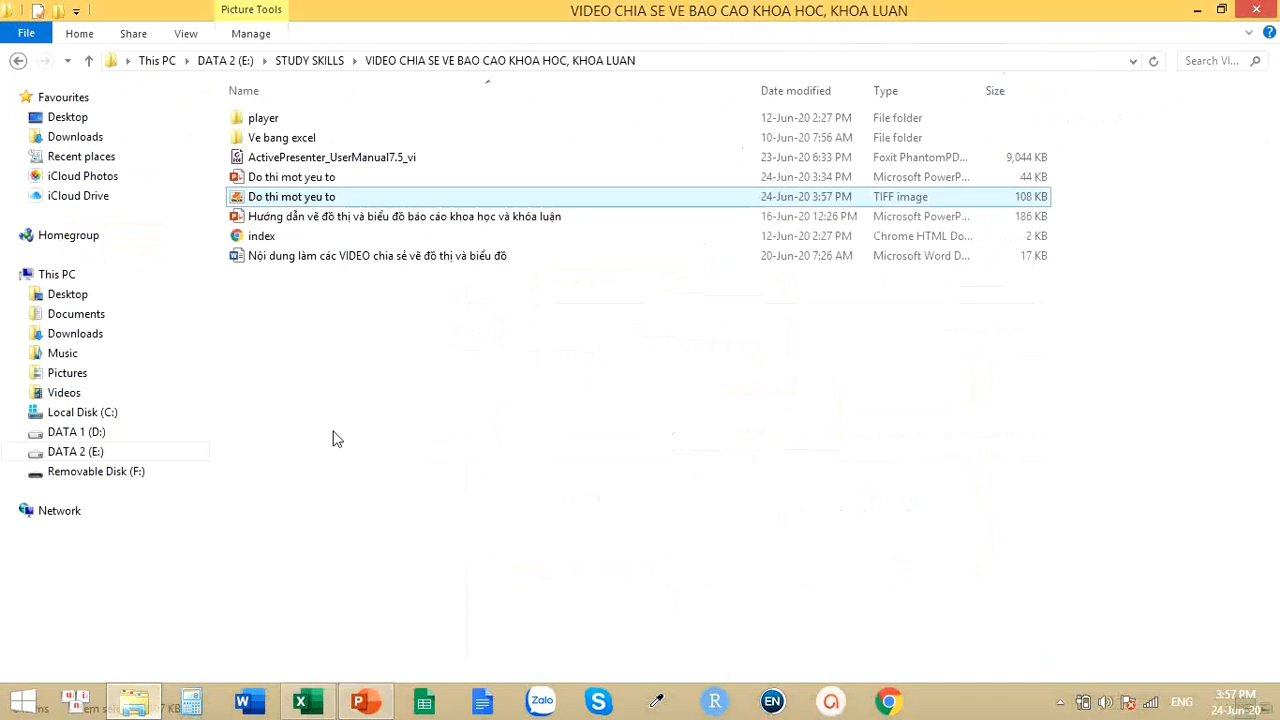 Picture Tools
VIDEO CHIA SE VE BAO CAO KHOA HOC, KHOA LUAN
File Home Share View Manage
This PC DATA 2 (E:) STUDY SKILLS VIDEO CHIA SE VE BAO CAO KHOA HOC, KHOA LUAN
Search VI...
Name Date modified Type Size
player 12-Jun-20 2:27 PM File folder
Ve bang excel 10-Jun-20 7:56 AM File folder
ActivePresenter_UserManual7.5_vi 23-Jun-20 6:33 PM Foxit PhantomPD... 9,044 KB
Do thi mot yeu to 24-Jun-20 3:34 PM Microsoft PowerP... 44 KB
Do thi mot yeu to 24-Jun-20 3:57 PM TIFF image 108 KB
Hướng dẫn vẽ đồ thị và biểu đồ báo cáo khoa học và khóa luận 16-Jun-20 12:26 PM Microsoft PowerP... 186 KB
index 12-Jun-20 2:27 PM Chrome HTML Do... 2 KB
Nội dung làm các VIDEO chia sẻ vẽ đồ thị và biểu đồ 20-Jun-20 7:26 AM Microsoft Word D... 17 KB
Favourites
Desktop
Downloads
Recent places
iCloud Photos
iCloud Drive
Homegroup
This PC
Desktop
Documents
Downloads
Music
Pictures
Videos
Local Disk (C:)
DATA 1 (D:)
DATA 2 (E:)
Removable Disk (F:)
Network
Zalo
EN
ENG
3:57 PM
24-Jun-20